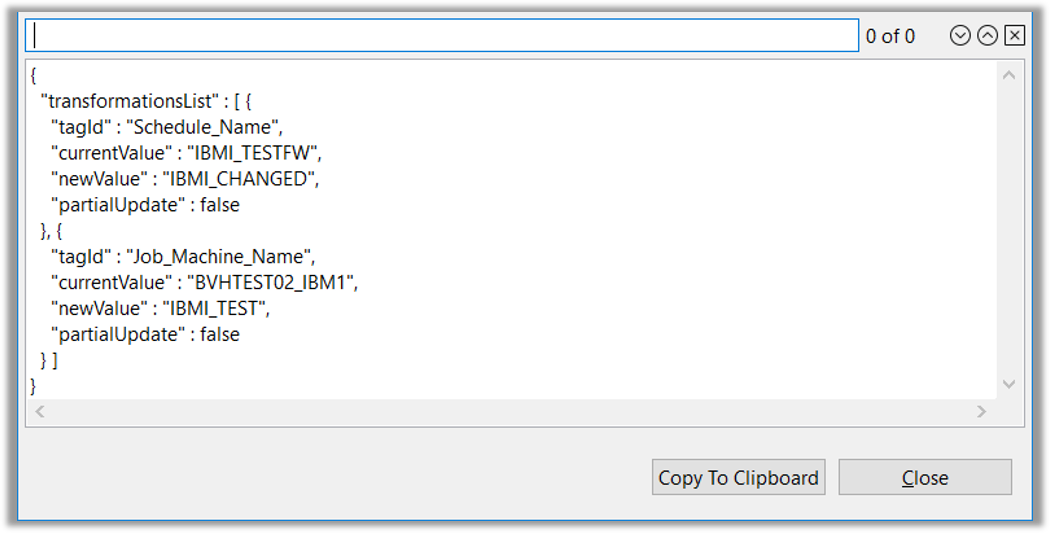 0 of 0
{
"transformationsList" : [ {
"tagId" : "Schedule_Name",
"currentValue" : "IBMI_TESTFW",
"newValue" : "IBMI_CHANGED",
"partialUpdate" : false
}, {
"tagId" : "Job_Machine_Name",
"currentValue" : "BVHTEST02_IBM1",
"newValue" : "IBMI_TEST",
"partialUpdate" : false
} ]
}
Copy To Clipboard Close